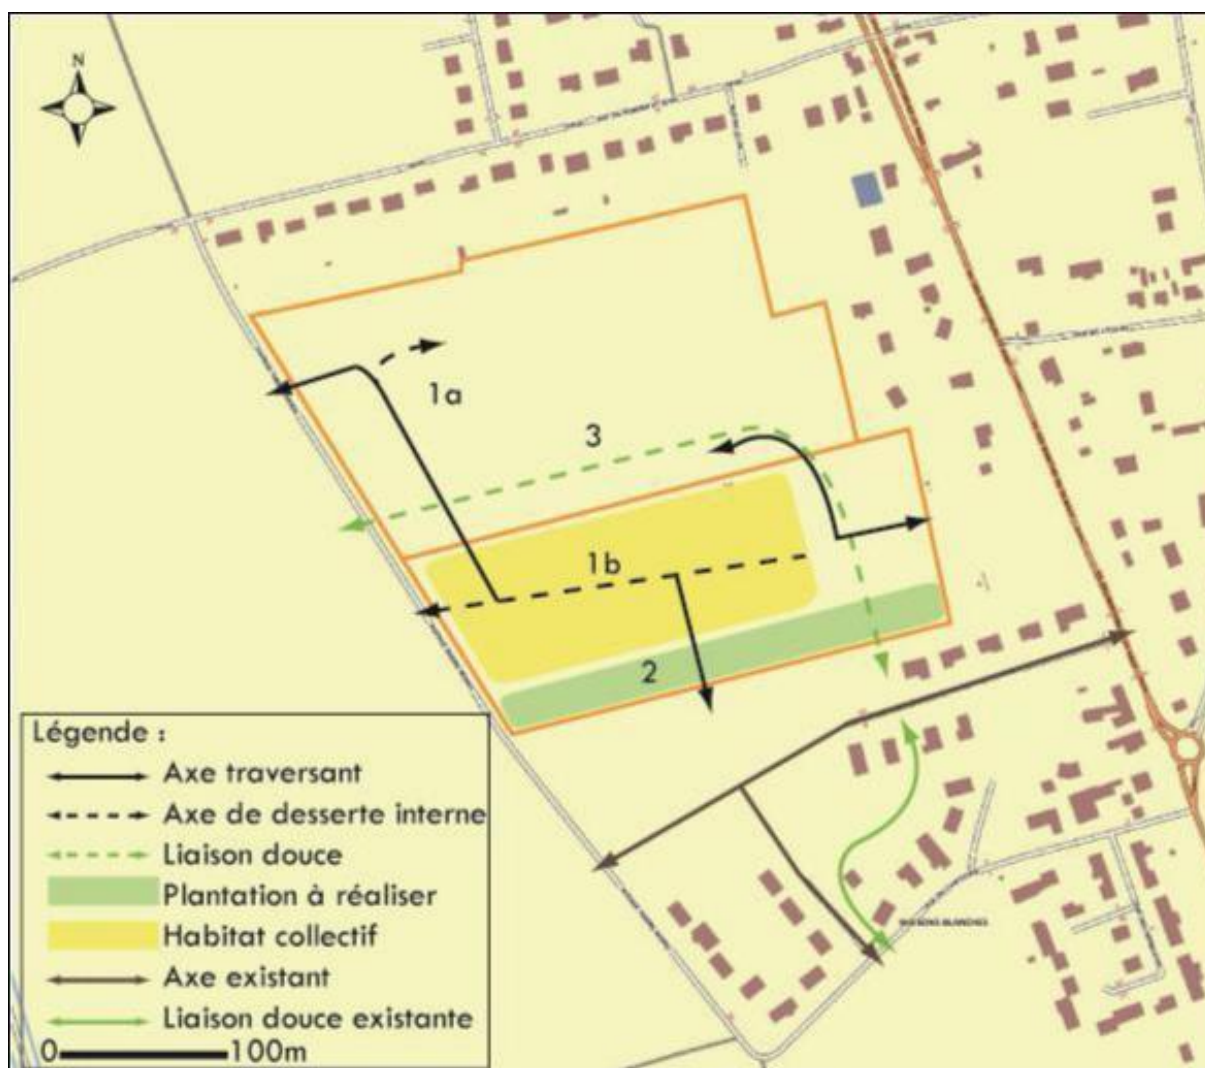 N
1a
3
1b
2
Légende :
Axe traversant
Axe de desserte interne
Liaison douce
Plantation à réaliser
Habitat collectif
Axe existant
Liaison douce existante
0 100m